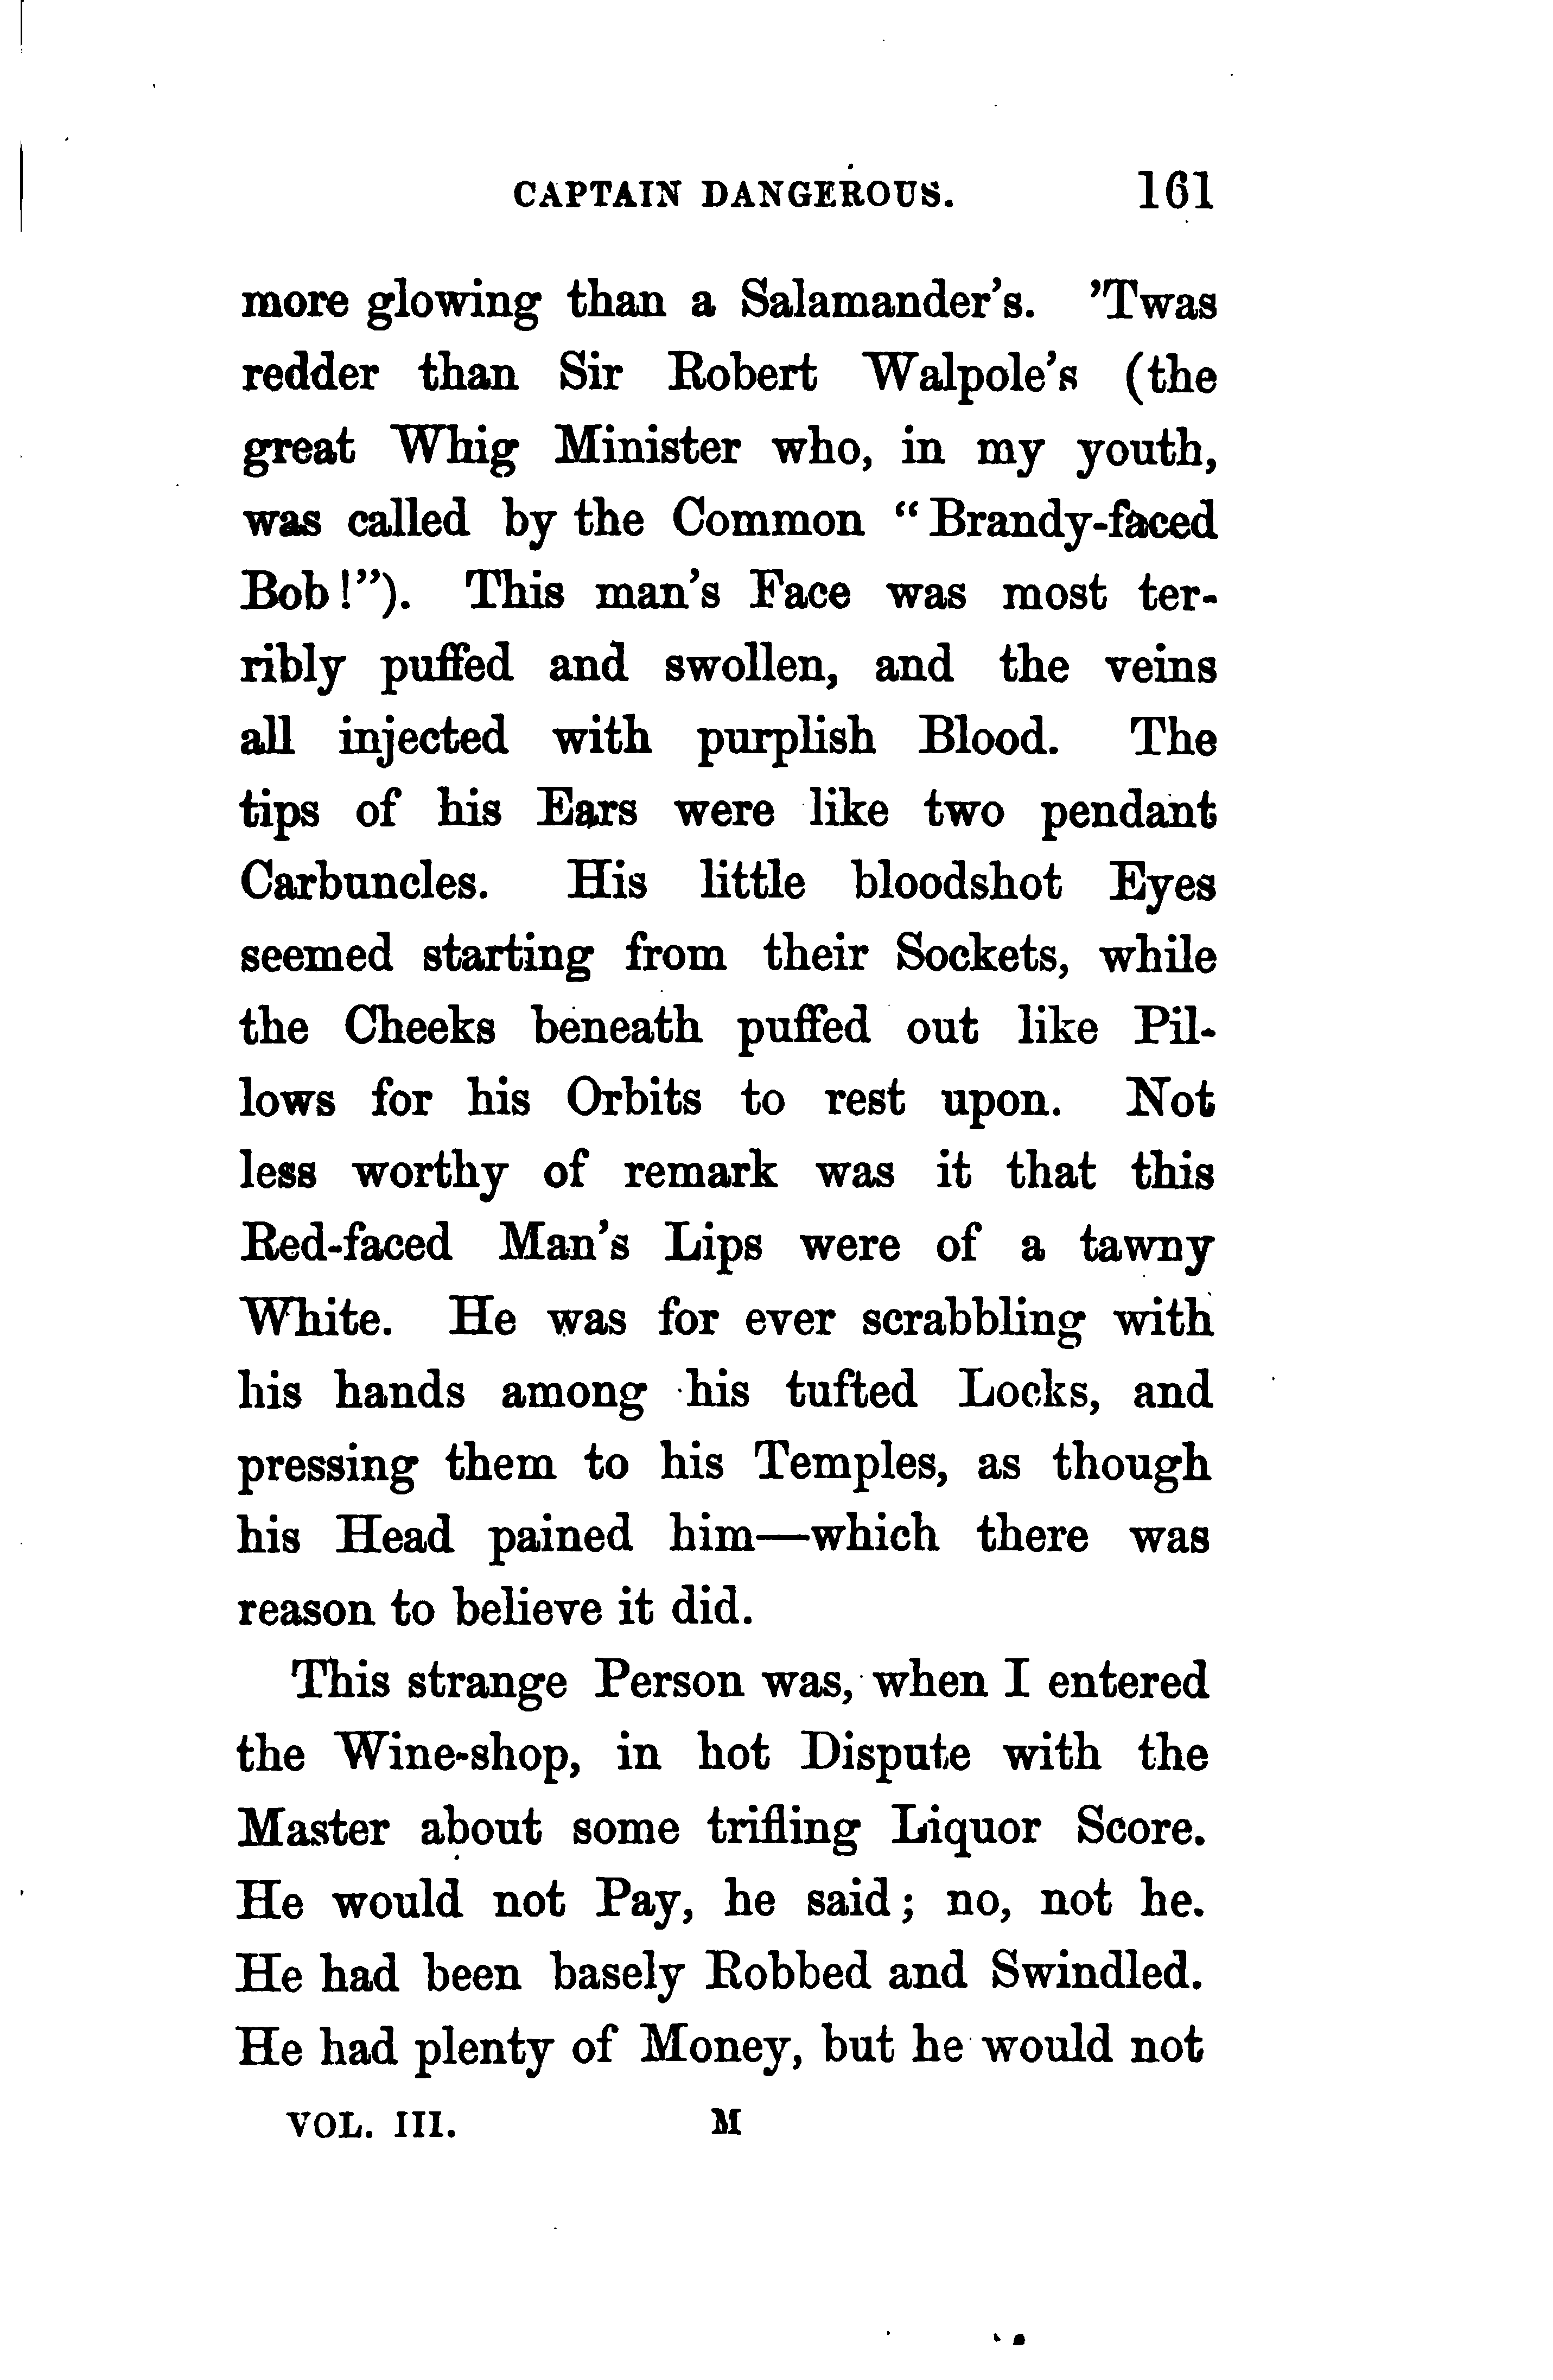 CAPTAIN DANGEROUS. 161
more glowing than a Salamander's. 'Twas
redder than Sir Robert Walpole's (the
great Whig Minister who, in my youth,
was called by the Common “Brandy-faced
Bob!”). This man's Face was most ter-
ribly puffed and swollen, and the veins
all injected with purplish Blood. The
tips of his Ears were like two pendant
Carbuncles. His little bloodshot Eyes
seemed starting from their Sockets, while
the Cheeks beneath puffed out like Pil-
lows for his Orbits to rest upon. Not
less worthy of remark was it that this
Red-faced Man's Lips were of a tawny
White. He was for ever scrabbling with
his hands among his tufted Locks, and
pressing them to his Temples, as though
his Head pained him—which there was
reason to believe it did.
This strange Person was, when I entered
the Wine-shop, in hot Dispute with the
Master about some trifling Liquor Score.
He would not Pay, he said; no, not he.
He had been basely Robbed and Swindled.
He had plenty of Money, but he would not
VOL. III. M